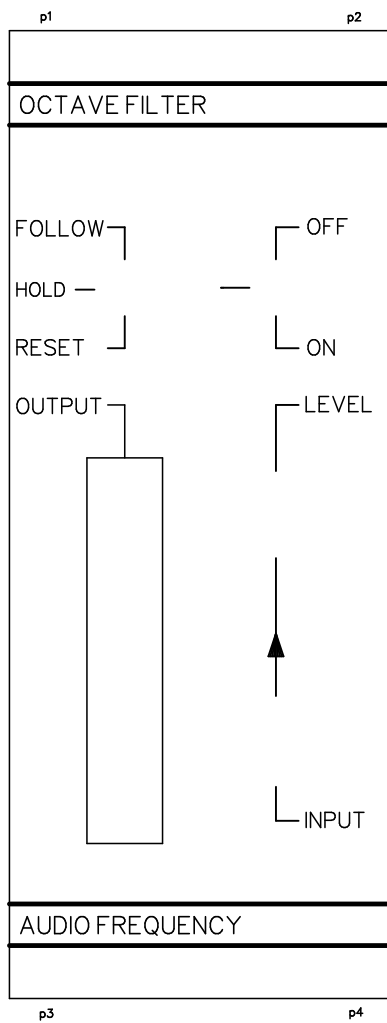 p1 p2
OCTAVE FILTER
FOLLOW OFF
HOLD
RESET ON
OUTPUT LEVEL
INPUT
AUDIO FREQUENCY
p3 p4